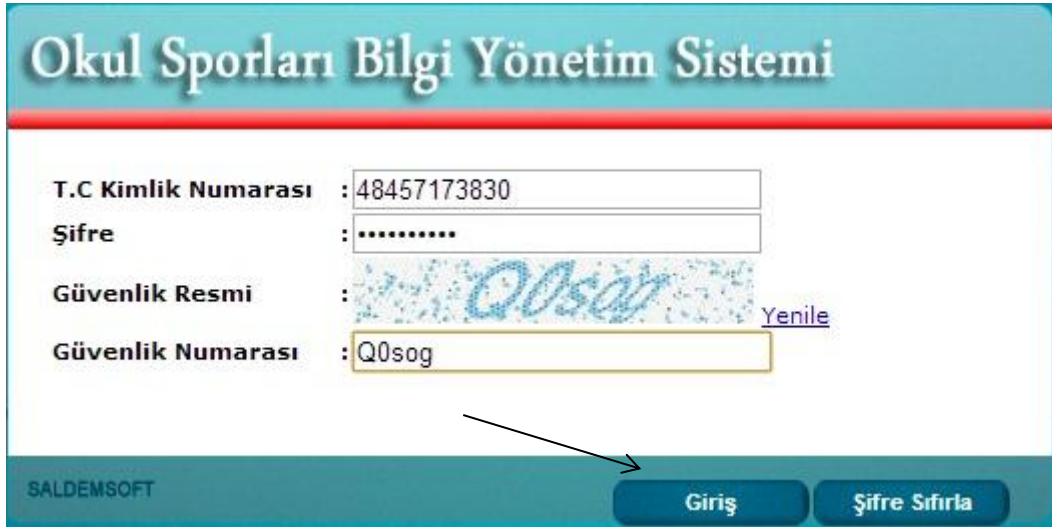 Okul Sporları Bilgi Yönetim Sistemi
T.C Kimlik Numarası : 48457173830
Şifre : ••••••••••
Güvenlik Resmi : Q0sog Yenile
Güvenlik Numarası : Q0sog
SALDEMSOFT Giriş Şifre Sıfırla